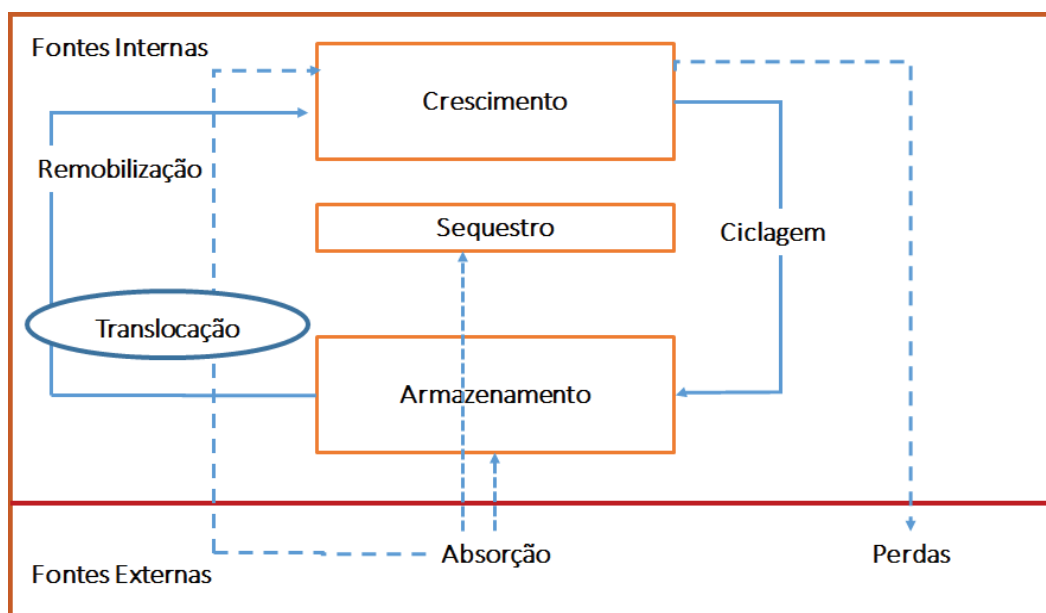 Fontes Internas
Crescimento
Remobilização
Sequestro
Ciclagem
Translocação
Armazenamento
Absorção
Perdas
Fontes Externas